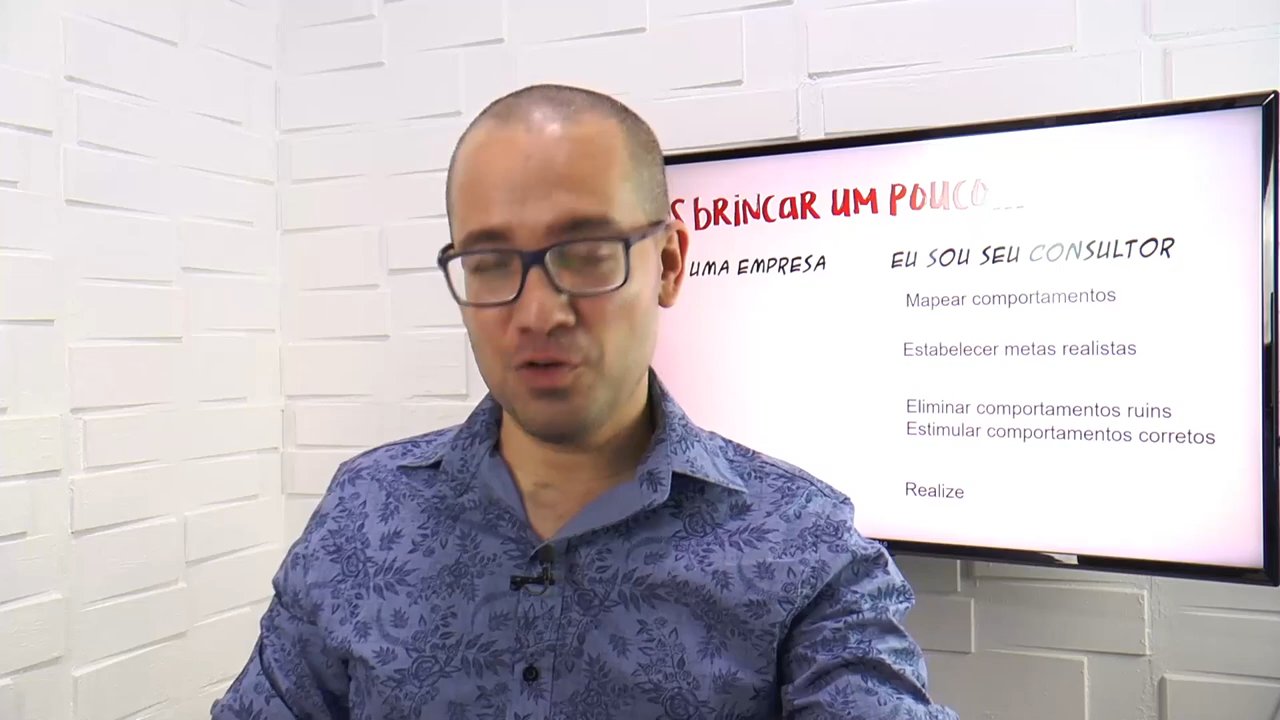 BRINCAR UM POUCO...
UMA EMPRESA
EU SOU SEU CONSULTOR
Mapear comportamentos
Estabelecer metas realistas
Eliminar comportamentos ruins
Estimular comportamentos corretos
Realize